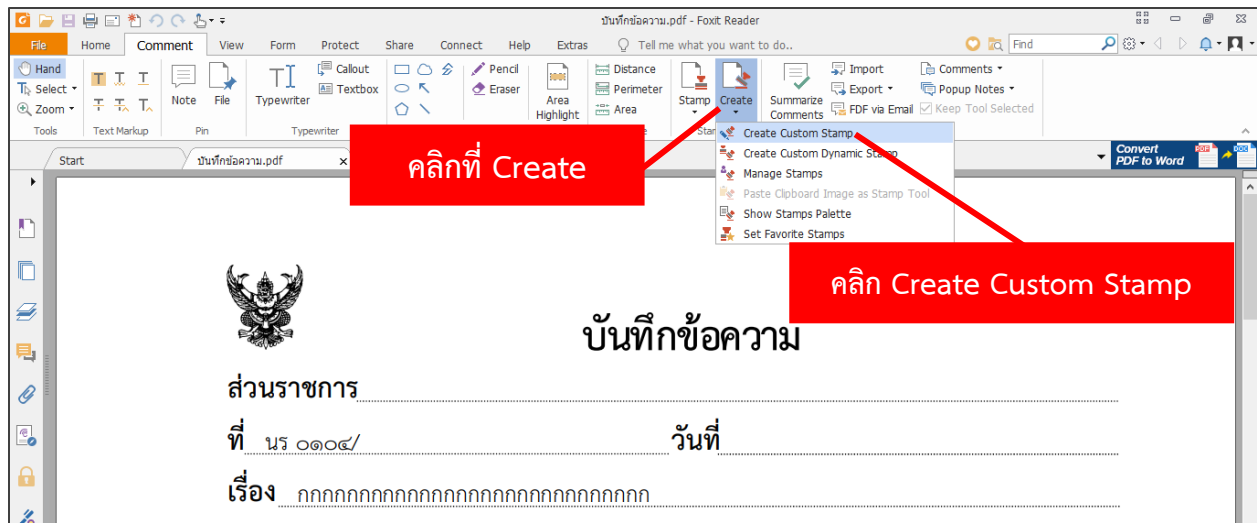 บันทึกข้อความ.pdf - Foxit Reader
File Home Comment View Form Protect Share Connect Help Extras Tell me what you want to do.. Find
Hand
Select
Zoom
Tools
Text Markup
Note
File
Pin
Typewriter
Callout
Textbox
Typewriter
Pencil
Eraser
Area Highlight
Distance
Perimeter
Area
Stamp
Create
Summarize Comments
Import
Export
FDF via Email
Comments
Popup Notes
Keep Tool Selected
Create Custom Stamp
Create Custom Dynamic Stamp
Manage Stamps
Paste Clipboard Image as Stamp Tool
Show Stamps Palette
Set Favorite Stamps
Start
บันทึกข้อความ.pdf
Convert
PDF to Word
คลิกที่ Create
คลิก Create Custom Stamp
บันทึกข้อความ
ส่วนราชการ
ที่ นร ๐๑๐๔/ วันที่
เรื่อง กกกกกกกกกกกกกกกกกกกกกกกกกกกกก